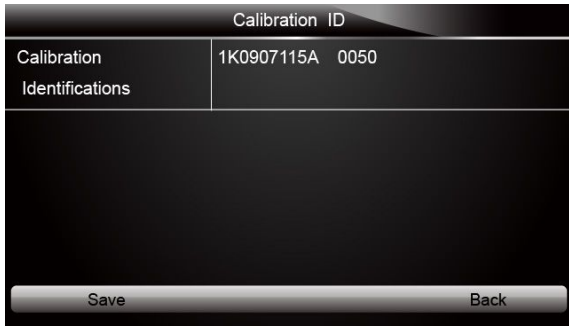 Calibration ID
Calibration 1K0907115A 0050
Identifications
Save Back